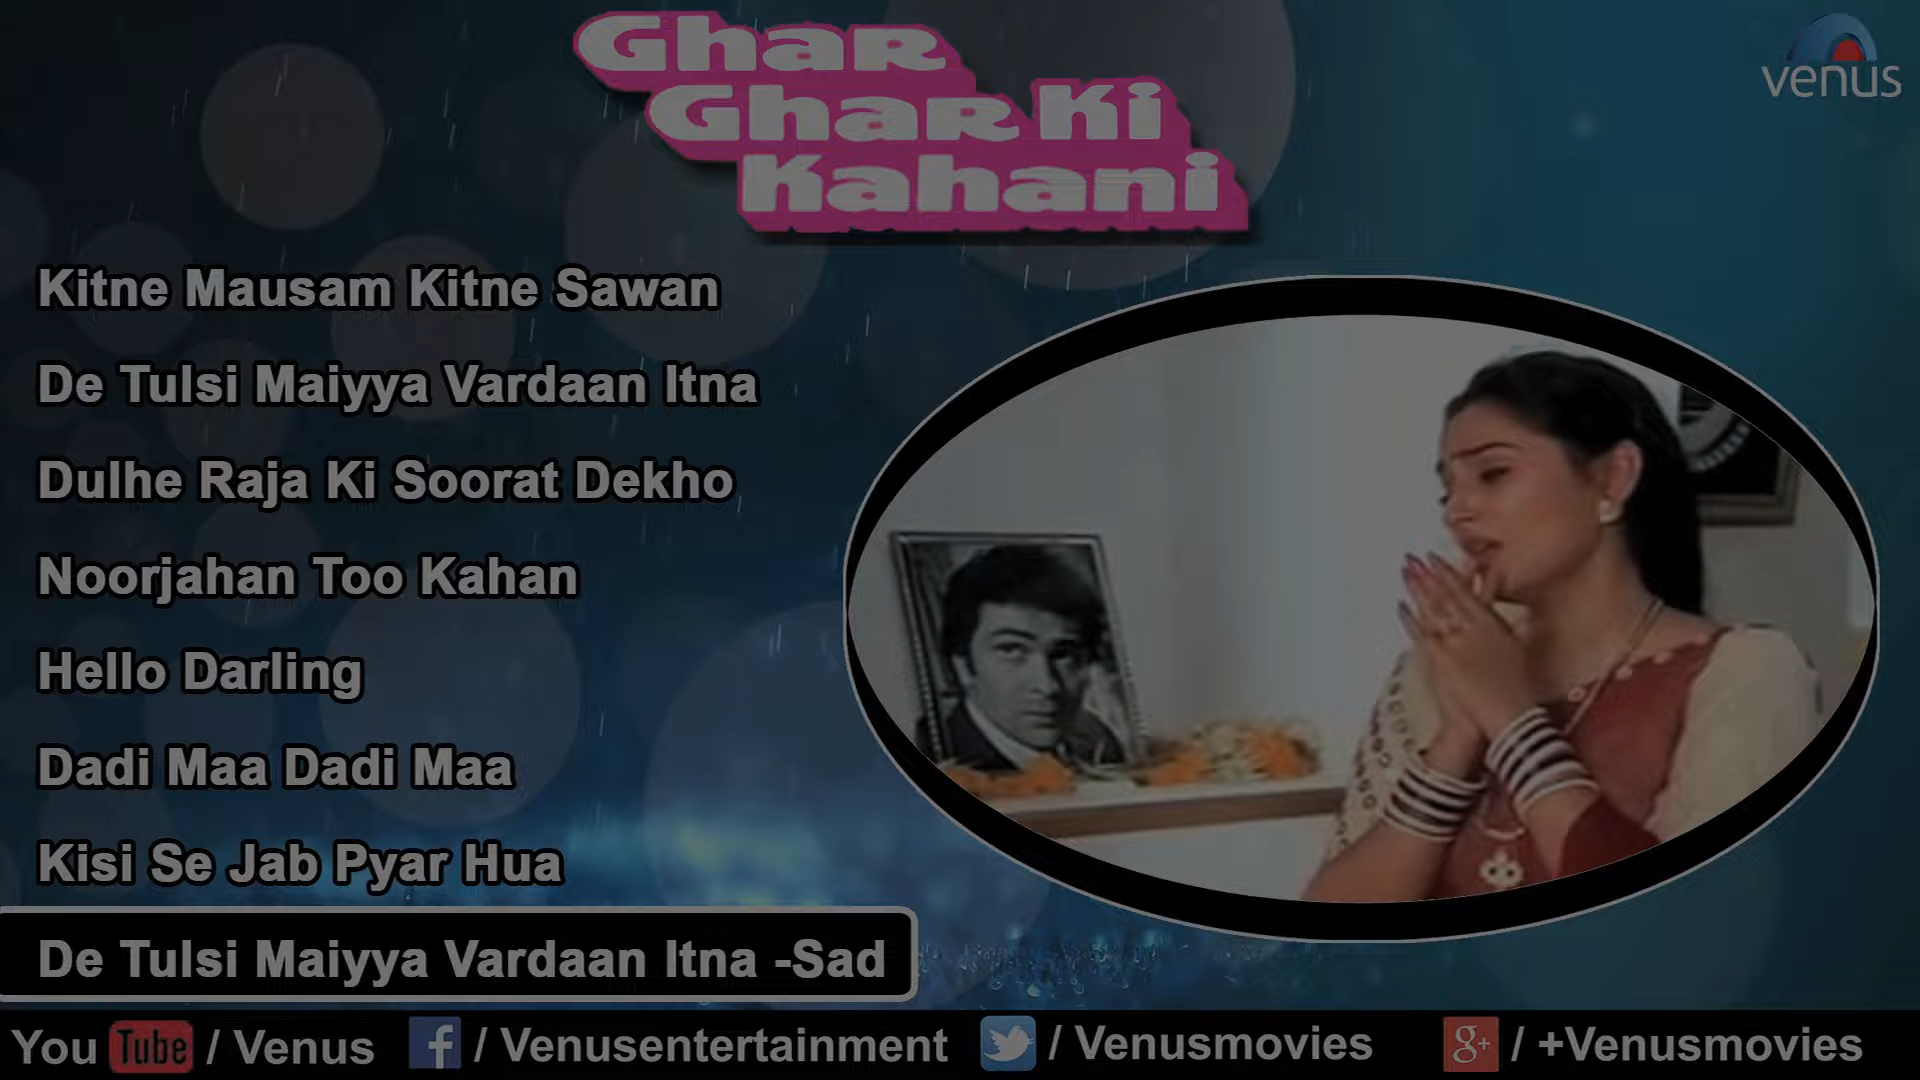 Ghar
Ghar Ki
Kahani
venus
Kitne Mausam Kitne Sawan
De Tulsi Maiyya Vardaan Itna
Dulhe Raja Ki Soorat Dekho
Noorjahan Too Kahan
Hello Darling
Dadi Maa Dadi Maa
Kisi Se Jab Pyar Hua
De Tulsi Maiyya Vardaan Itna -Sad
You Tube / Venus f / Venusentertainment / Venusmovies g+ / +Venusmovies